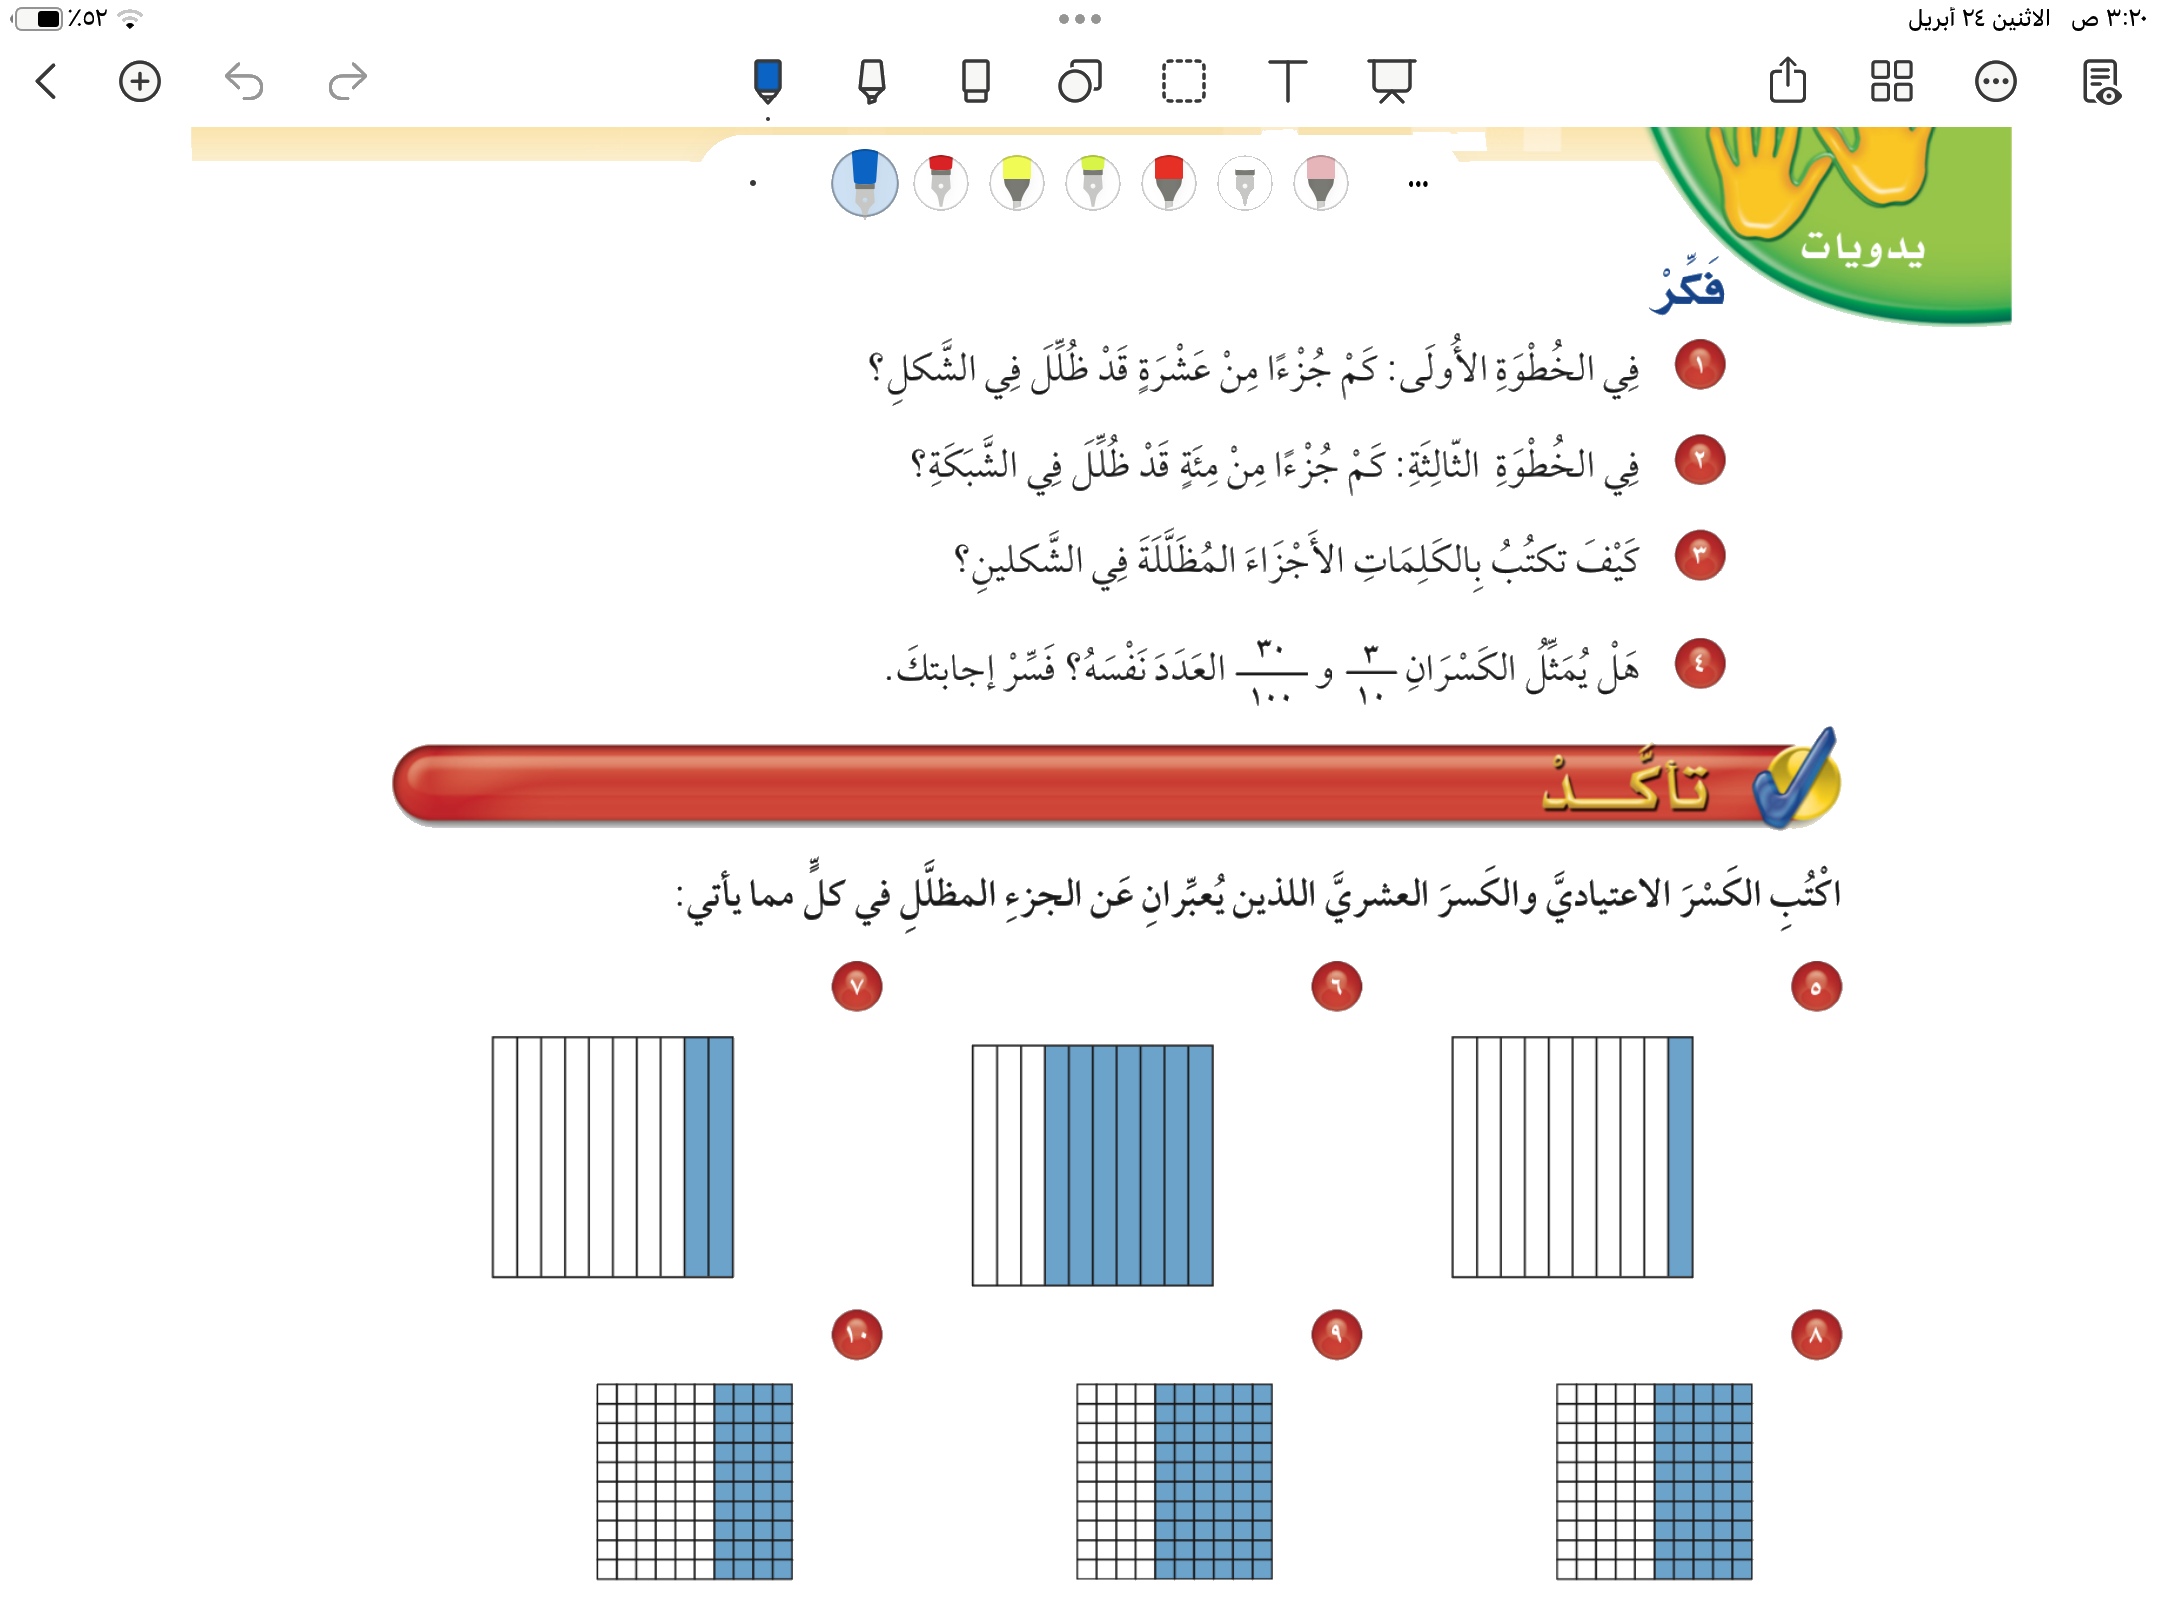 ٣:٢٠ ص الاثنين ٢٤ أبريل
٥٢٪
يدويات
فَكِّرْ
١ فِي الخُطْوَةِ الأُولَى: كَمْ جُزْءًا مِنْ عَشْرَةٍ قَدْ ظُلِّلَ فِي الشَّكلِ؟
٢ فِي الخُطْوَةِ الثّالِثَةِ: كَمْ جُزْءًا مِنْ مِئَةٍ قَدْ ظُلِّلَ فِي الشَّبَكَةِ؟
٣ كَيْفَ تكتُبُ بِالكَلِمَاتِ الأَجْزَاءَ المُظَلَّلَةَ فِي الشَّكلينِ؟
٤ هَلْ يُمَثِّلُ الكَسْرَانِ ٣/١٠ و ٣٠/١٠٠ العَدَدَ نَفْسَهُ؟ فَسِّرْ إجابتكَ.
تأكَّـــدْ
اكْتُبِ الكَسْرَ الاعتياديَّ والكَسرَ العشريَّ اللذين يُعبِّرانِ عَن الجزءِ المظلَّلِ في كلٍّ مما يأتي:
٥ ٦ ٧
٨ ٩ ١٠